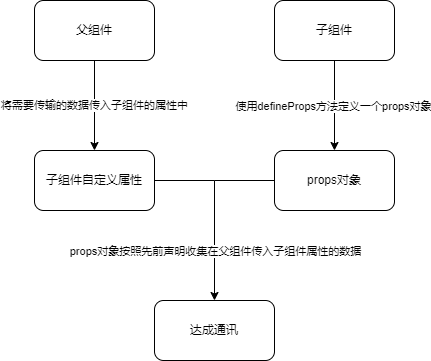 父组件
子组件
将需要传输的数据传入子组件的属性中
使用defineProps方法定义一个props对象
子组件自定义属性
props对象
props对象按照先前声明收集在父组件传入子组件属性的数据
达成通讯